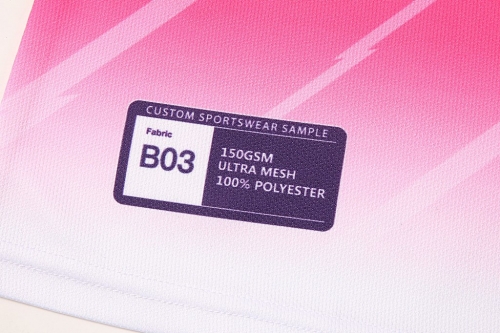 CUSTOM SPORTSWEAR SAMPLE
Fabric
B03
150GSM
ULTRA MESH
100% POLYESTER